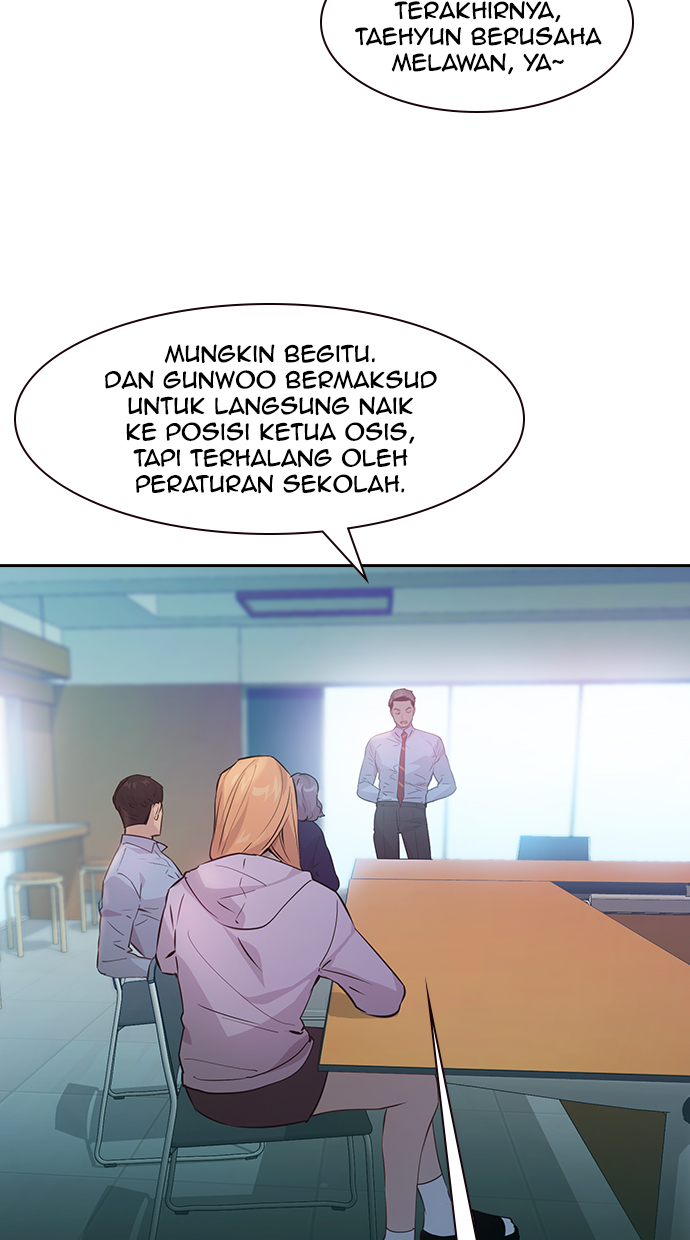 TERAKHIRNYA,
TAEHYUN BERUSAHA
MELAWAN, YA~
MUNGKIN BEGITU.
DAN GUNWOO BERMAKSUD
UNTUK LANGSUNG NAIK
KE POSISI KETUA OSIS,
TAPI TERHALANG OLEH
PERATURAN SEKOLAH.